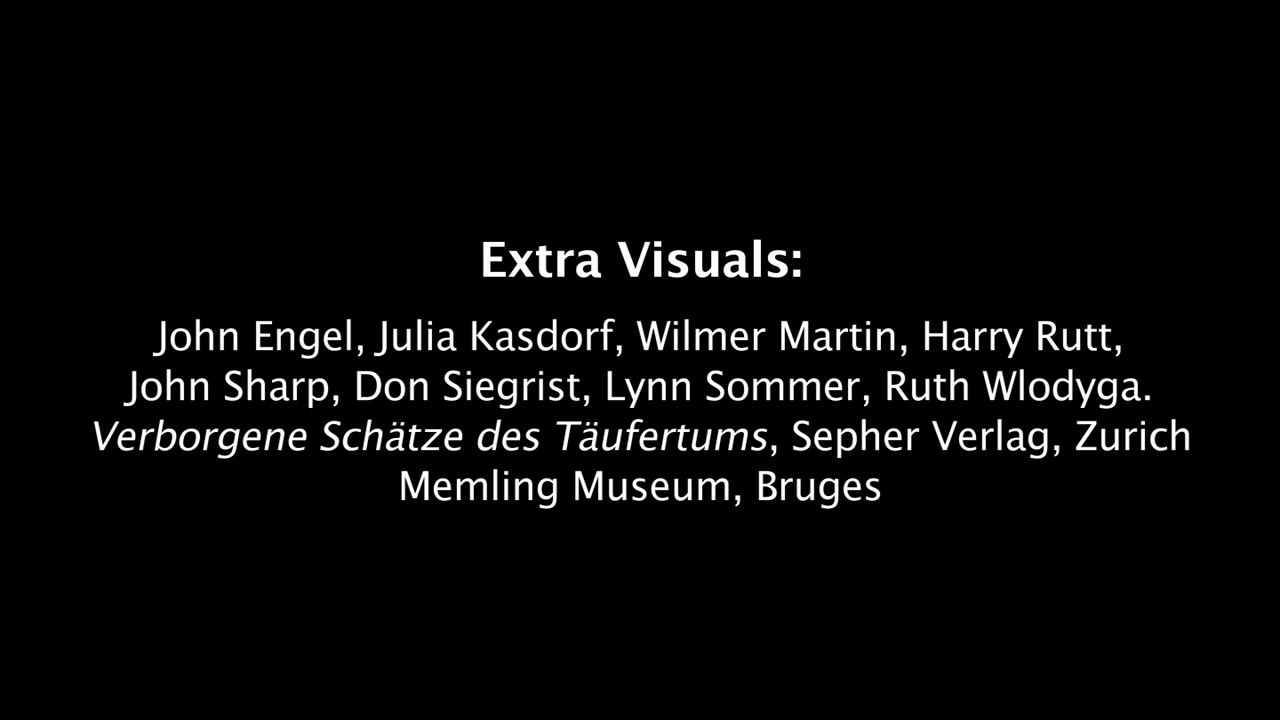 Extra Visuals:
John Engel, Julia Kasdorf, Wilmer Martin, Harry Rutt,
John Sharp, Don Siegrist, Lynn Sommer, Ruth Wlodyga.
Verborgene Schätze des Täufertums, Sepher Verlag, Zurich
Memling Museum, Bruges